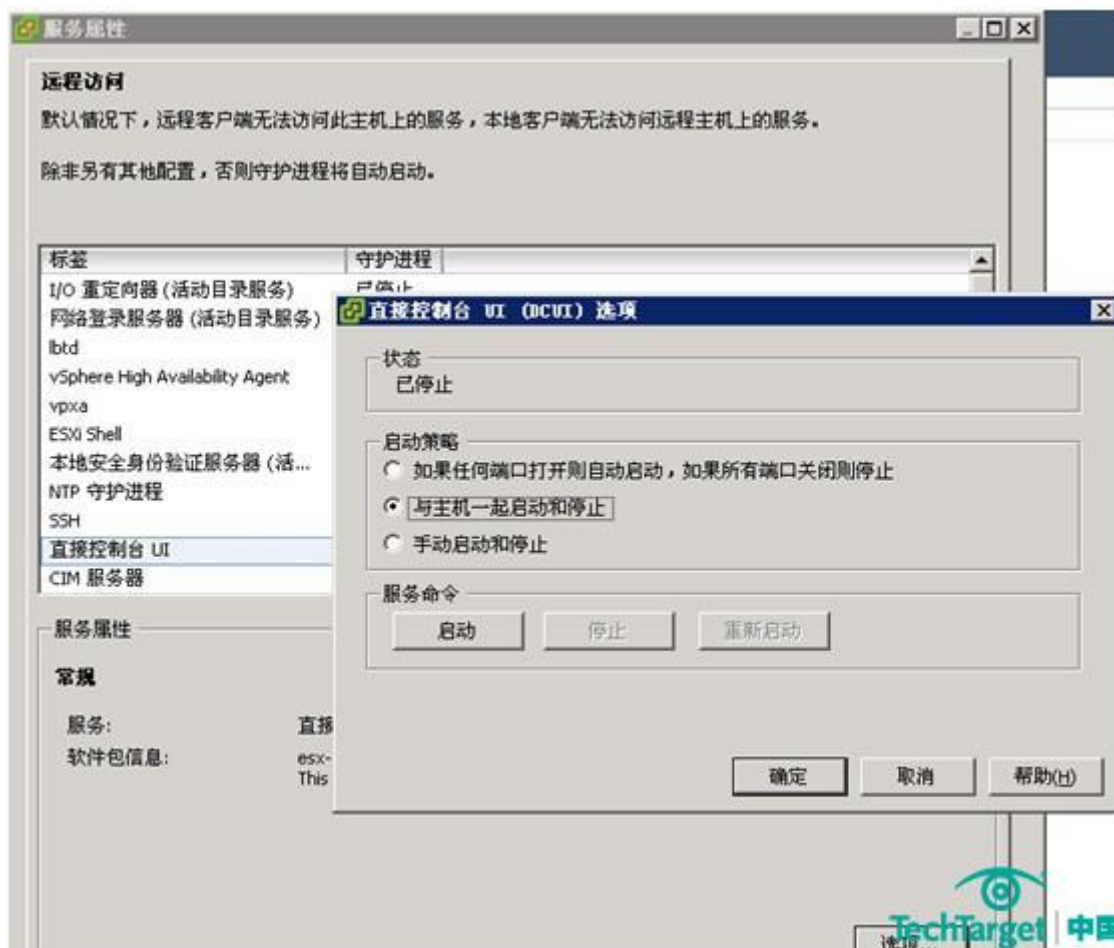 服务属性
远程访问
默认情况下，远程客户端无法访问此主机上的服务，本地客户端无法访问远程主机上的服务。
除非另有其他配置，否则守护进程将自动启动。
标签 守护进程
I/O 重定向器 (活动目录服务) 已停止
网络登录服务器 (活动目录服务)
lbtd
vSphere High Availability Agent
vpxa
ESXi Shell
本地安全身份验证服务器 (活...
NTP 守护进程
SSH
直接控制台 UI
CIM 服务器
服务属性
常规
服务: 直接
软件包信息: esx-
This
选项...
直接控制台 UI (DCUI) 选项
状态
已停止
启动策略
如果任何端口打开则自动启动，如果所有端口关闭则停止
与主机一起启动和停止
手动启动和停止
服务命令
启动 停止 重新启动
确定 取消 帮助(H)
TechTarget 中国